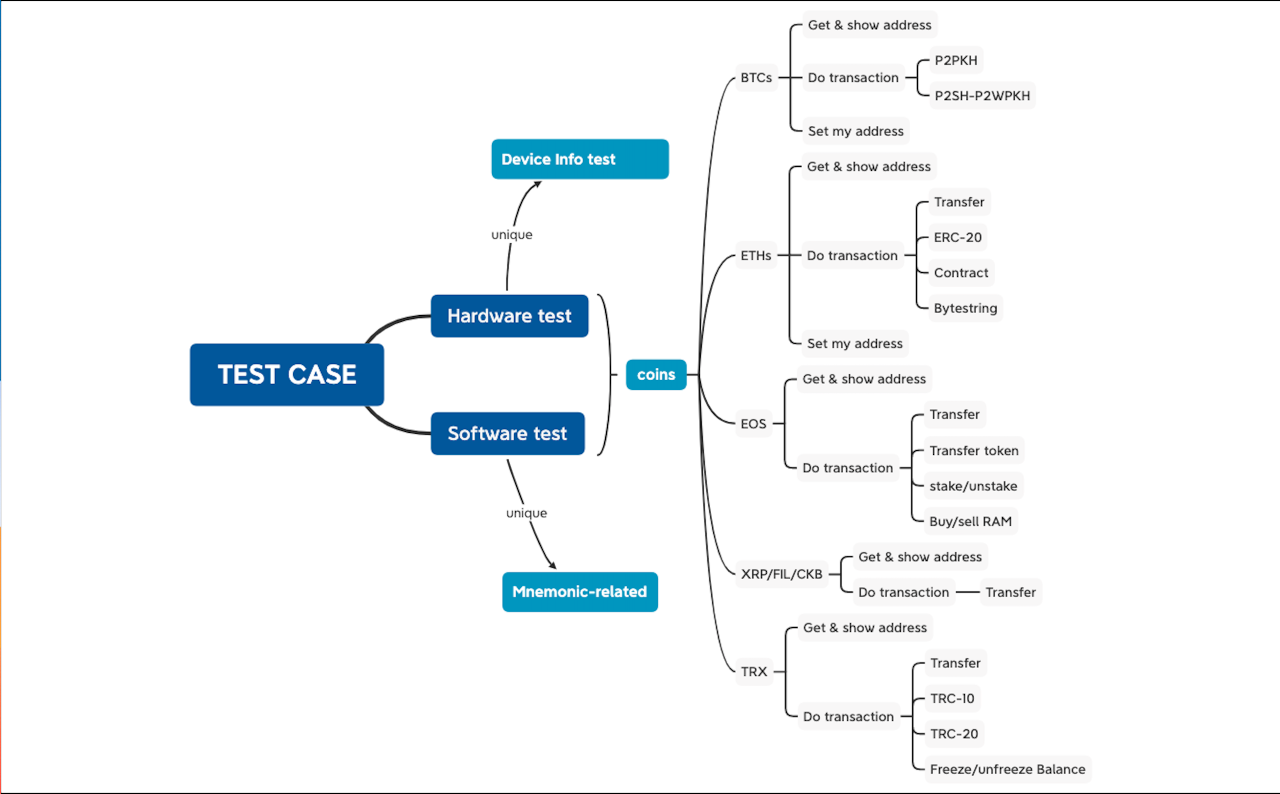 TEST CASE
Hardware test
unique
Device Info test
Software test
unique
Mnemonic-related
coins
BTCs
Get & show address
Do transaction
P2PKH
P2SH-P2WPKH
Set my address
ETHs
Get & show address
Do transaction
Transfer
ERC-20
Contract
Bytestring
Set my address
EOS
Get & show address
Do transaction
Transfer
Transfer token
stake/unstake
Buy/sell RAM
XRP/FIL/CKB
Get & show address
Do transaction
Transfer
TRX
Get & show address
Do transaction
Transfer
TRC-10
TRC-20
Freeze/unfreeze Balance